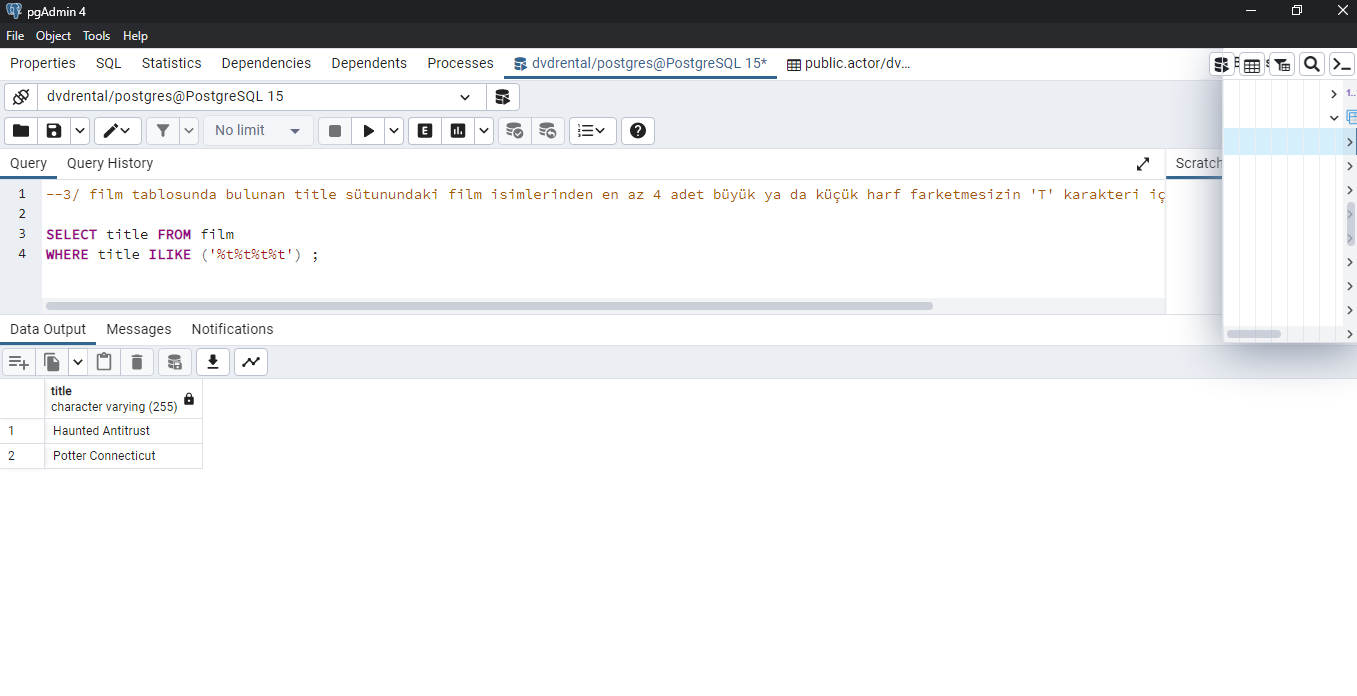 pgAdmin 4
File Object Tools Help
Properties SQL Statistics Dependencies Dependents Processes dvdrental/postgres@PostgreSQL 15* public.actor/dv...
dvdrental/postgres@PostgreSQL 15
No limit
Query Query History
Scratch
1 --3/ film tablosunda bulunan title sütunundaki film isimlerinden en az 4 adet büyük ya da küçük harf farketmesizin 'T' karakteri iç
2
3 SELECT title FROM film
4 WHERE title ILIKE ('%t%t%t%t') ;
Data Output Messages Notifications
title
character varying (255)
1 Haunted Antitrust
2 Potter Connecticut